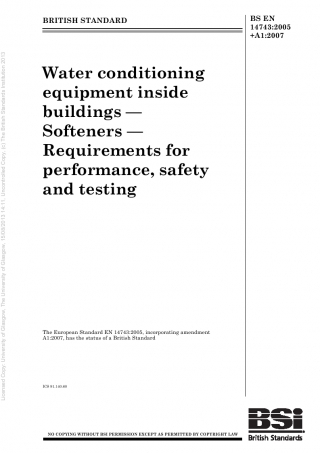 BRITISH STANDARD
BS EN
14743:2005
+A1:2007
Water conditioning
equipment inside
buildings —
Softeners —
Requirements for
performance, safety
and testing
The European Standard EN 14743:2005, incorporating amendment
A1:2007, has the status of a British Standard
ICS 91.140.60
NO COPYING WITHOUT BSI PERMISSION EXCEPT AS PERMITTED BY COPYRIGHT LAW
BSi
British Standards
Licensed Copy: University of Glasgow, The University of Glasgow, 15/09/2010 14:11, Uncontrolled Copy, (c) The British Standards Institution 2010